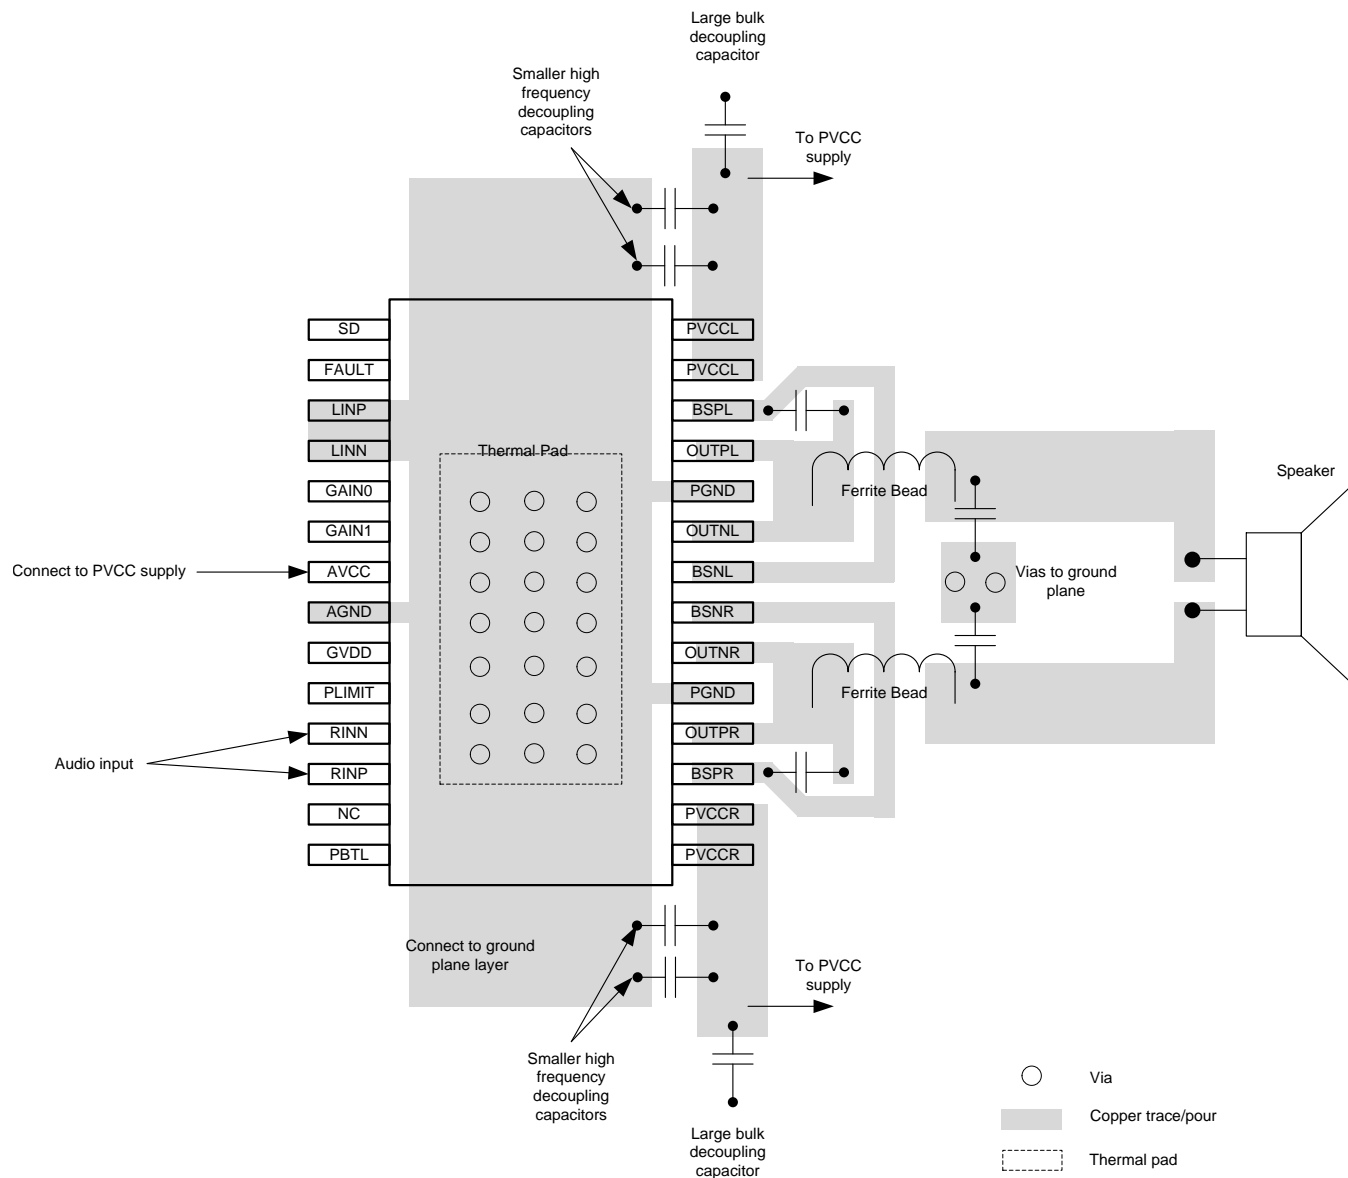 Large bulk
decoupling
capacitor
Smaller high
frequency
decoupling
capacitors
To PVCC
supply
SD
FAULT
LINP
LINN
GAIN0
GAIN1
AVCC
AGND
GVDD
PLIMIT
RINN
RINP
NC
PBTL
Connect to PVCC supply
Audio input
Thermal Pad
PVCCL
PVCCL
BSPL
OUTPL
PGND
OUTNL
BSNL
BSNR
OUTNR
PGND
OUTPR
BSPR
PVCCR
PVCCR
Ferrite Bead
Vias to ground
plane
Ferrite Bead
Speaker
Connect to ground
plane layer
To PVCC
supply
Smaller high
frequency
decoupling
capacitors
Large bulk
decoupling
capacitor
Via
Copper trace/pour
Thermal pad